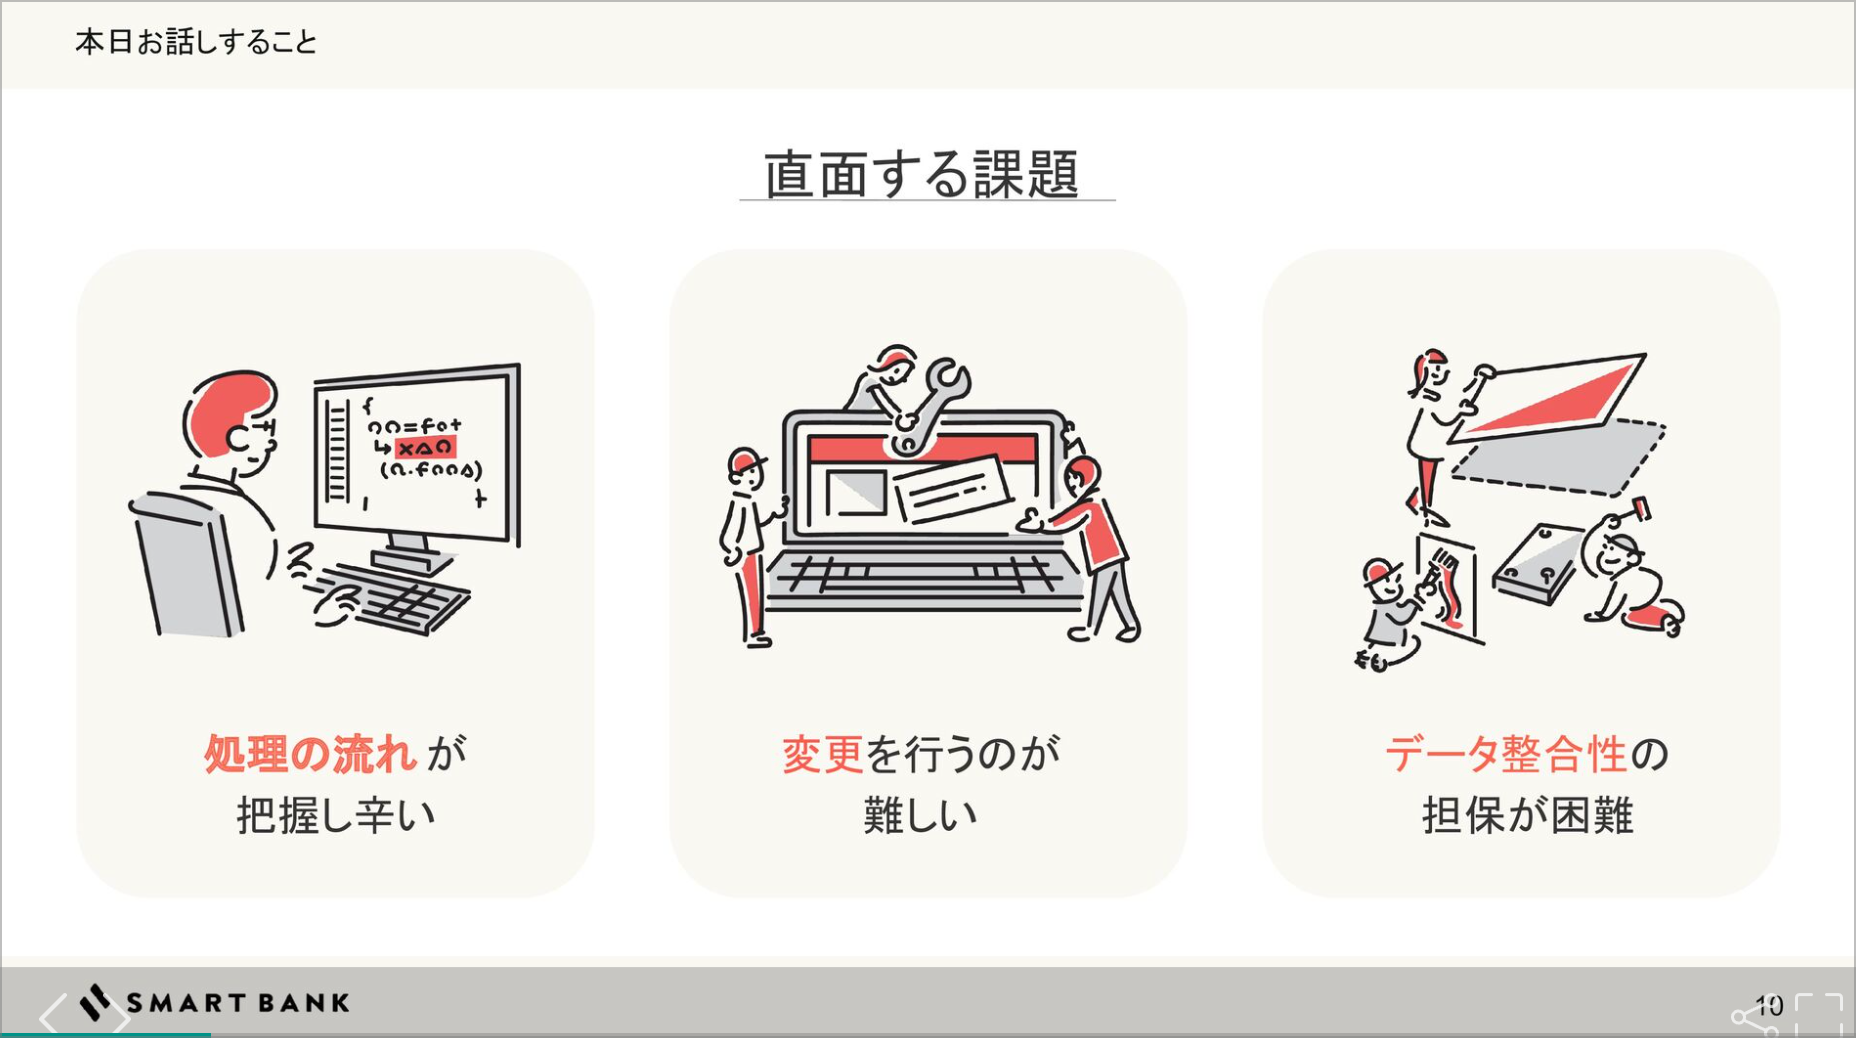 本日お話しすること
直面する課題
処理の流れ が
把握し辛い
変更を行うのが
難しい
データ整合性の
担保が困難
SMART BANK
10